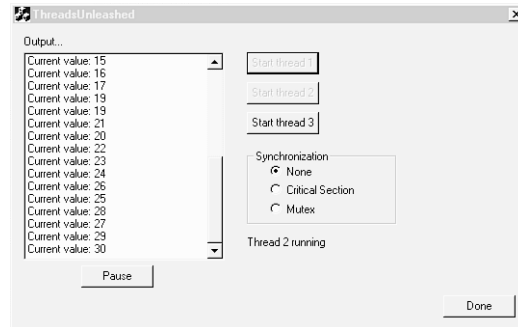 ThreadsUnleashed
Output...
Current value: 15
Current value: 16
Current value: 17
Current value: 19
Current value: 19
Current value: 21
Current value: 20
Current value: 22
Current value: 23
Current value: 24
Current value: 26
Current value: 25
Current value: 28
Current value: 27
Current value: 29
Current value: 30
Pause
Start thread 1
Start thread 2
Start thread 3
Synchronization
None
Critical Section
Mutex
Thread 2 running
Done